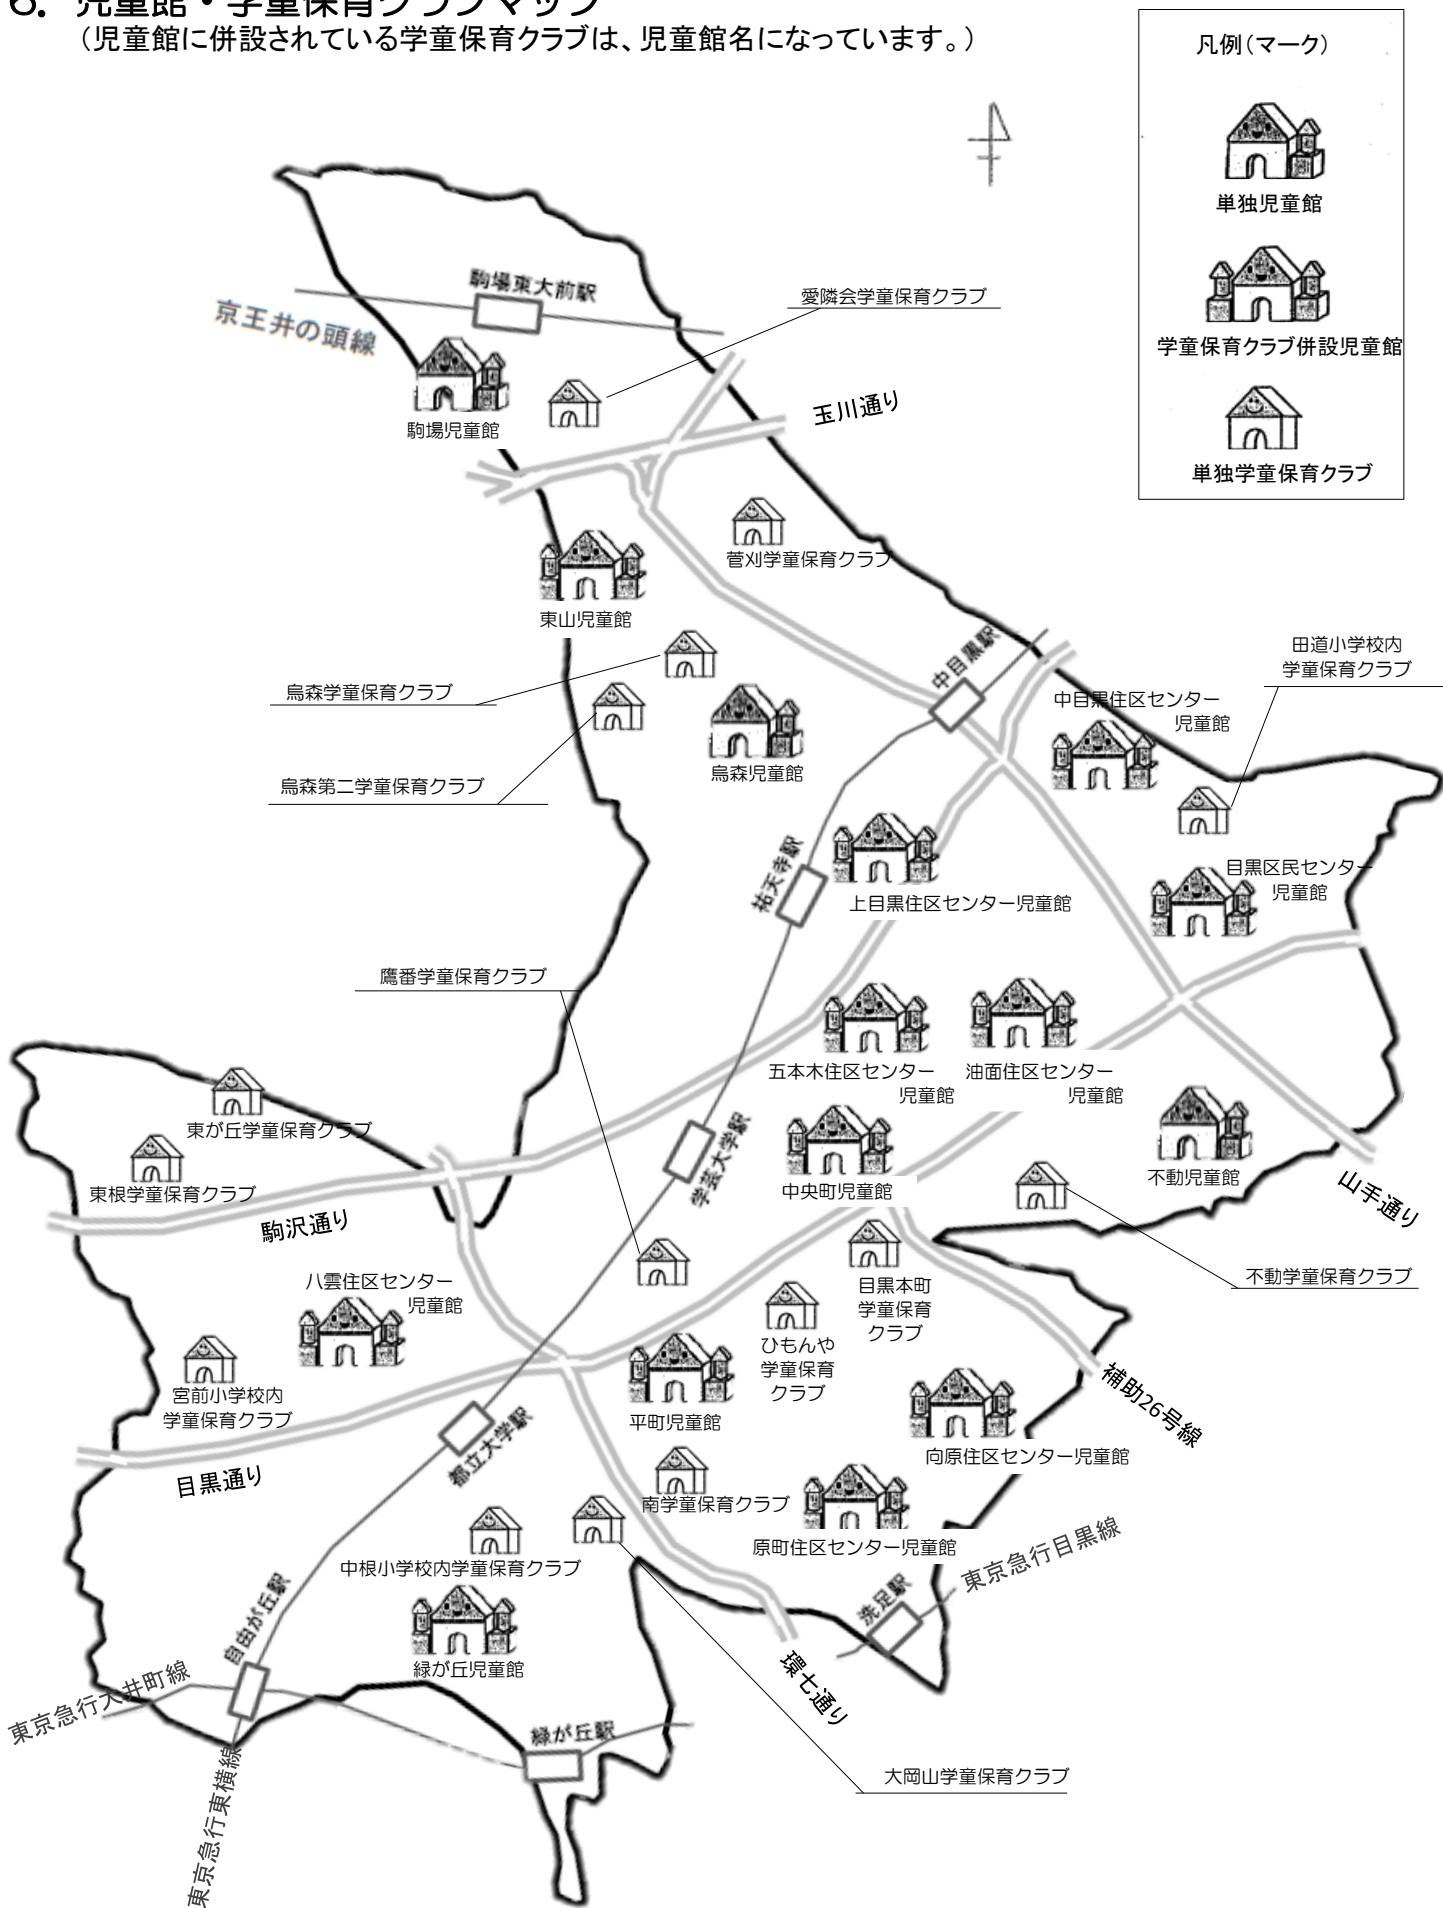 6. 児童館・学童保育クラブマップ
（児童館に併設されている学童保育クラブは、児童館名になっています。）
凡例（マーク）
単独児童館
学童保育クラブ併設児童館
単独学童保育クラブ
駒場東大前駅
京王井の頭線
愛隣会学童保育クラブ
玉川通り
駒場児童館
菅刈学童保育クラブ
東山児童館
中目黒駅
田道小学校内
学童保育クラブ
烏森学童保育クラブ
中目黒住区センター
児童館
烏森児童館
烏森第二学童保育クラブ
祐天寺駅
目黒区民センター
児童館
上目黒住区センター児童館
鷹番学童保育クラブ
五本木住区センター
児童館
油面住区センター
児童館
東が丘学童保育クラブ
学芸大学駅
東根学童保育クラブ
中央町児童館
不動児童館
山手通り
駒沢通り
八雲住区センター
児童館
目黒本町
学童保育
クラブ
不動学童保育クラブ
ひもんや
学童保育
クラブ
宮前小学校内
学童保育クラブ
平町児童館
補助26号線
都立大学駅
向原住区センター児童館
目黒通り
南学童保育クラブ
原町住区センター児童館
東京急行目黒線
中根小学校内学童保育クラブ
自由が丘駅
洗足駅
緑が丘児童館
環七通り
東京急行大井町線
緑が丘駅
大岡山学童保育クラブ
東京急行東横線